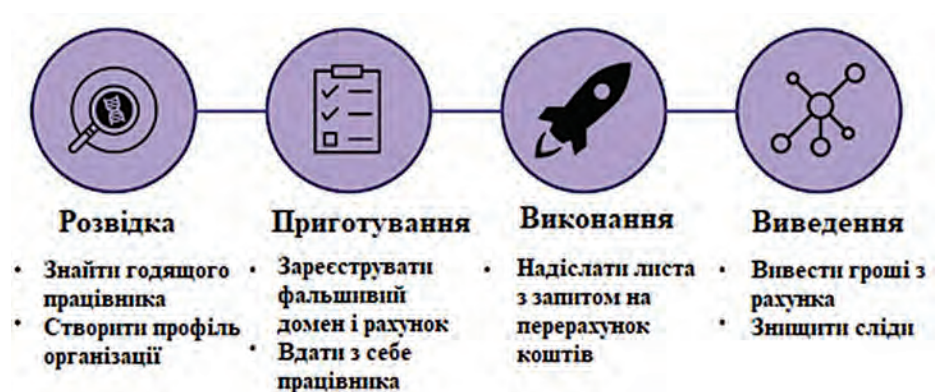 Розвідка
• Знайти годящого
працівника
• Створити профіль
організації
Приготування
• Зареєструвати
фальшивий
домен і рахунок
• Вдати з себе
працівника
Виконання
• Надіслати листа
з запитом на
перерахунок
коштів
Виведення
• Вивести гроші з
рахунка
• Знищити сліди